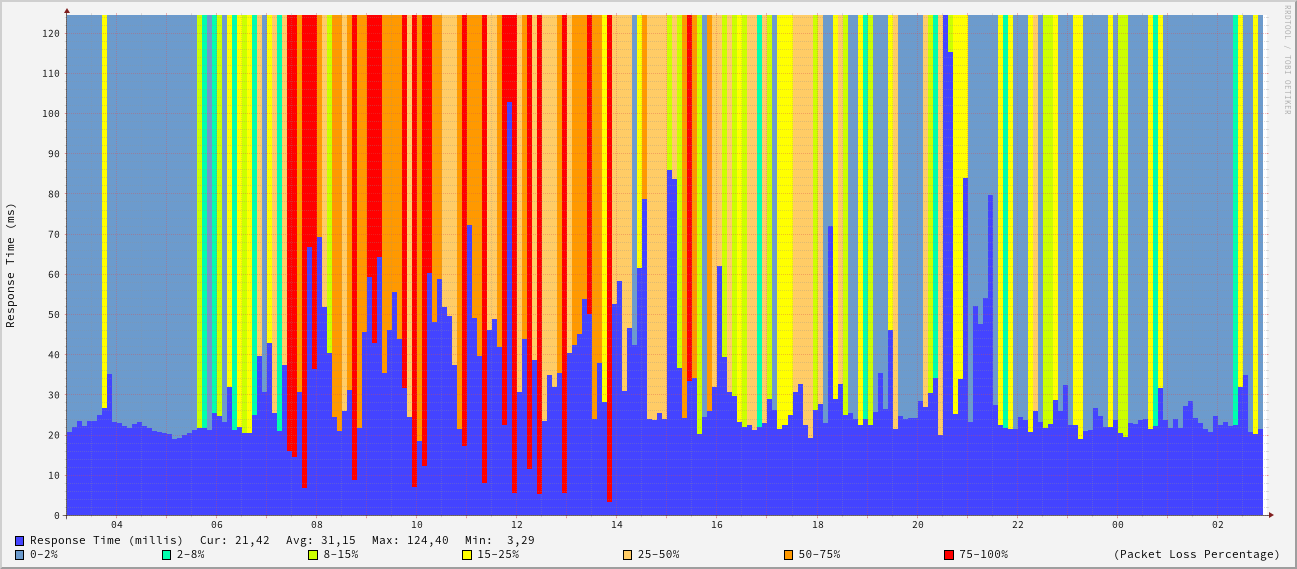 RRDTOOL / TOBI OETIKER
Response Time (ms)
120
110
100
90
80
70
60
50
40
30
20
10
0
04 06 08 10 12 14 16 18 20 22 00 02
Response Time (millis) Cur: 21,42 Avg: 31,15 Max: 124,40 Min: 3,29
0-2% 2-8% 8-15% 15-25% 25-50% 50-75% 75-100% (Packet Loss Percentage)